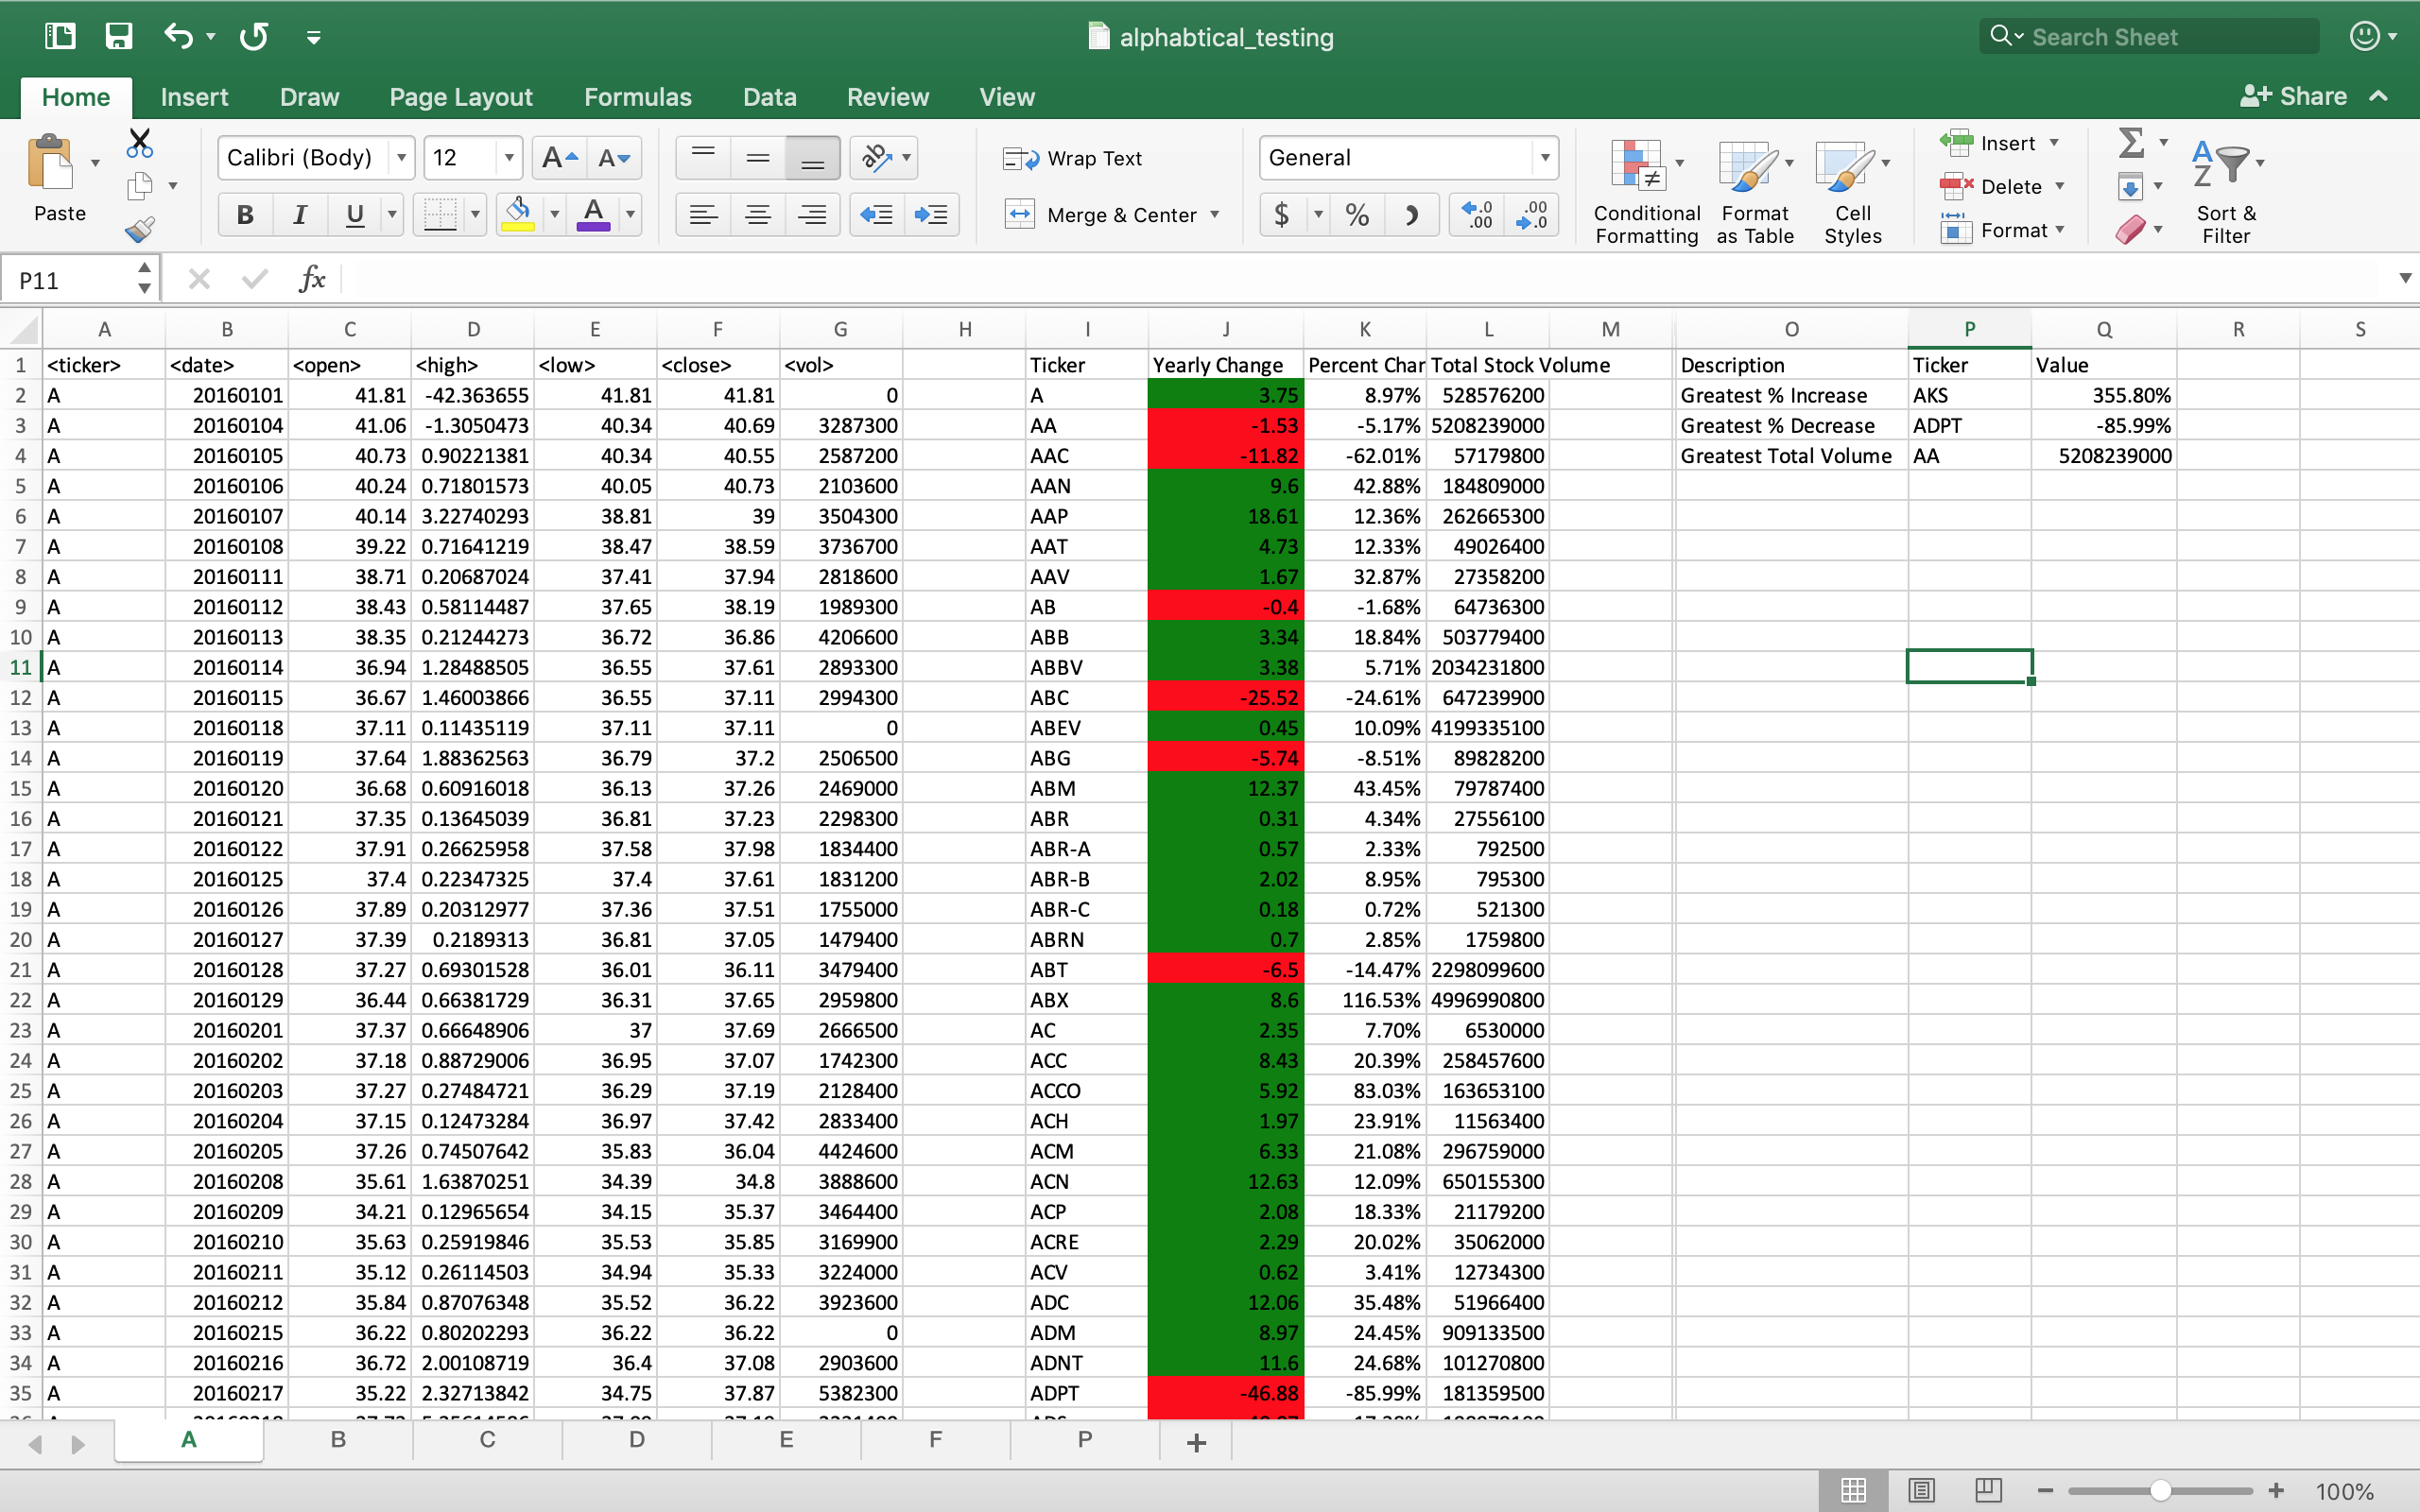 alphabtical_testing
Search Sheet
Home Insert Draw Page Layout Formulas Data Review View Share
Paste Calibri (Body) 12 A A Wrap Text General Conditional Formatting Format as Table Cell Styles Insert Delete Format Sort & Filter
B I U A Merge & Center $ %
P11 fx
A B C D E F G H I J K L M O P Q R S
1 <ticker> <date> <open> <high> <low> <close> <vol> Ticker Yearly Change Percent Char Total Stock Volume Description Ticker Value
2 A 20160101 41.81 -42.363655 41.81 41.81 0 A 3.75 8.97% 528576200 Greatest % Increase AKS 355.80%
3 A 20160104 41.06 -1.3050473 40.34 40.69 3287300 AA -1.53 -5.17% 5208239000 Greatest % Decrease ADPT -85.99%
4 A 20160105 40.73 0.90221381 40.34 40.55 2587200 AAC -11.82 -62.01% 57179800 Greatest Total Volume AA 5208239000
5 A 20160106 40.24 0.71801573 40.05 40.73 2103600 AAN 9.6 42.88% 184809000
6 A 20160107 40.14 3.22740293 38.81 39 3504300 AAP 18.61 12.36% 262665300
7 A 20160108 39.22 0.71641219 38.47 38.59 3736700 AAT 4.73 12.33% 49026400
8 A 20160111 38.71 0.20687024 37.41 37.94 2818600 AAV 1.67 32.87% 27358200
9 A 20160112 38.43 0.58114487 37.65 38.19 1989300 AB -0.4 -1.68% 64736300
10 A 20160113 38.35 0.21244273 36.72 36.86 4206600 ABB 3.34 18.84% 503779400
11 A 20160114 36.94 1.28488505 36.55 37.61 2893300 ABBV 3.38 5.71% 2034231800
12 A 20160115 36.67 1.46003866 36.55 37.11 2994300 ABC -25.52 -24.61% 647239900
13 A 20160118 37.11 0.11435119 37.11 37.11 0 ABEV 0.45 10.09% 4199335100
14 A 20160119 37.64 1.88362563 36.79 37.2 2506500 ABG -5.74 -8.51% 89828200
15 A 20160120 36.68 0.60916018 36.13 37.26 2469000 ABM 12.37 43.45% 79787400
16 A 20160121 37.35 0.13645039 36.81 37.23 2298300 ABR 0.31 4.34% 27556100
17 A 20160122 37.91 0.26625958 37.58 37.98 1834400 ABR-A 0.57 2.33% 792500
18 A 20160125 37.4 0.22347325 37.4 37.61 1831200 ABR-B 2.02 8.95% 795300
19 A 20160126 37.89 0.20312977 37.36 37.51 1755000 ABR-C 0.18 0.72% 521300
20 A 20160127 37.39 0.2189313 36.81 37.05 1479400 ABRN 0.7 2.85% 1759800
21 A 20160128 37.27 0.69301528 36.01 36.11 3479400 ABT -6.5 -14.47% 2298099600
22 A 20160129 36.44 0.66381729 36.31 37.65 2959800 ABX 8.6 116.53% 4996990800
23 A 20160201 37.37 0.66648906 37 37.69 2666500 AC 2.35 7.70% 6530000
24 A 20160202 37.18 0.88729006 36.95 37.07 1742300 ACC 8.43 20.39% 258457600
25 A 20160203 37.27 0.27484721 36.29 37.19 2128400 ACCO 5.92 83.03% 163653100
26 A 20160204 37.15 0.12473284 36.97 37.42 2833400 ACH 1.97 23.91% 11563400
27 A 20160205 37.26 0.74507642 35.83 36.04 4424600 ACM 6.33 21.08% 296759000
28 A 20160208 35.61 1.63870251 34.39 34.8 3888600 ACN 12.63 12.09% 650155300
29 A 20160209 34.21 0.12965654 34.15 35.37 3464400 ACP 2.08 18.33% 21179200
30 A 20160210 35.63 0.25919846 35.53 35.85 3169900 ACRE 2.29 20.02% 35062000
31 A 20160211 35.12 0.26114503 34.94 35.33 3224000 ACV 0.62 3.41% 12734300
32 A 20160212 35.84 0.87076348 35.52 36.22 3923600 ADC 12.06 35.48% 51966400
33 A 20160215 36.22 0.80202293 36.22 36.22 0 ADM 8.97 24.45% 909133500
34 A 20160216 36.72 2.00108719 36.4 37.08 2903600 ADNT 11.6 24.68% 101270800
35 A 20160217 35.22 2.32713842 34.75 37.87 5382300 ADPT -46.88 -85.99% 181359500
A B C D E F P +
100%